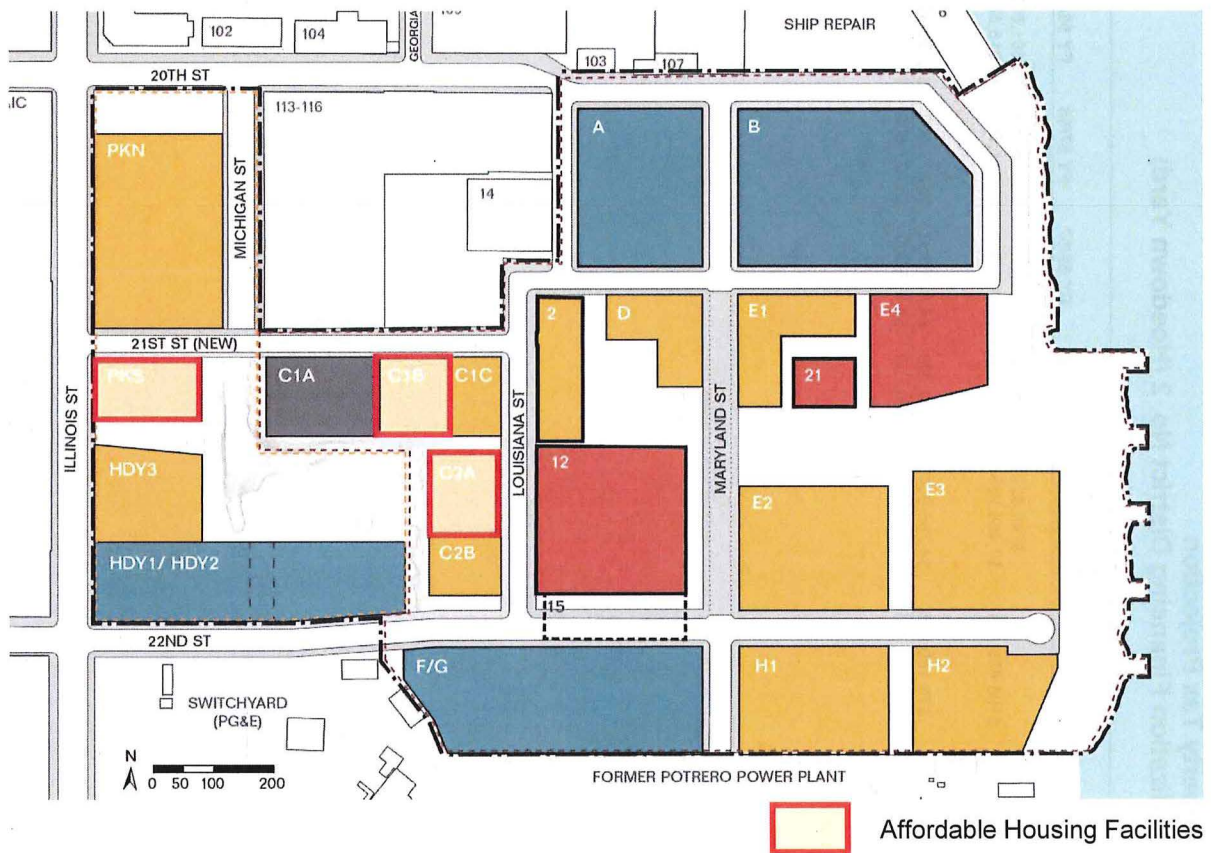 SHIP REPAIR
6
102
104
GEORGIA
103
107
20TH ST
113-116
A
B
PKN
MICHIGAN ST
14
2
D
E1
E4
21ST ST (NEW)
PKS
C1A
C1B
C1C
21
ILLINOIS ST
LOUISIANA ST
MARYLAND ST
HDY3
C2A
12
E2
E3
HDY1/ HDY2
C2B
15
22ND ST
F/G
H1
H2
SWITCHYARD
(PG&E)
N
0 50 100 200
FORMER POTRERO POWER PLANT
Affordable Housing Facilities